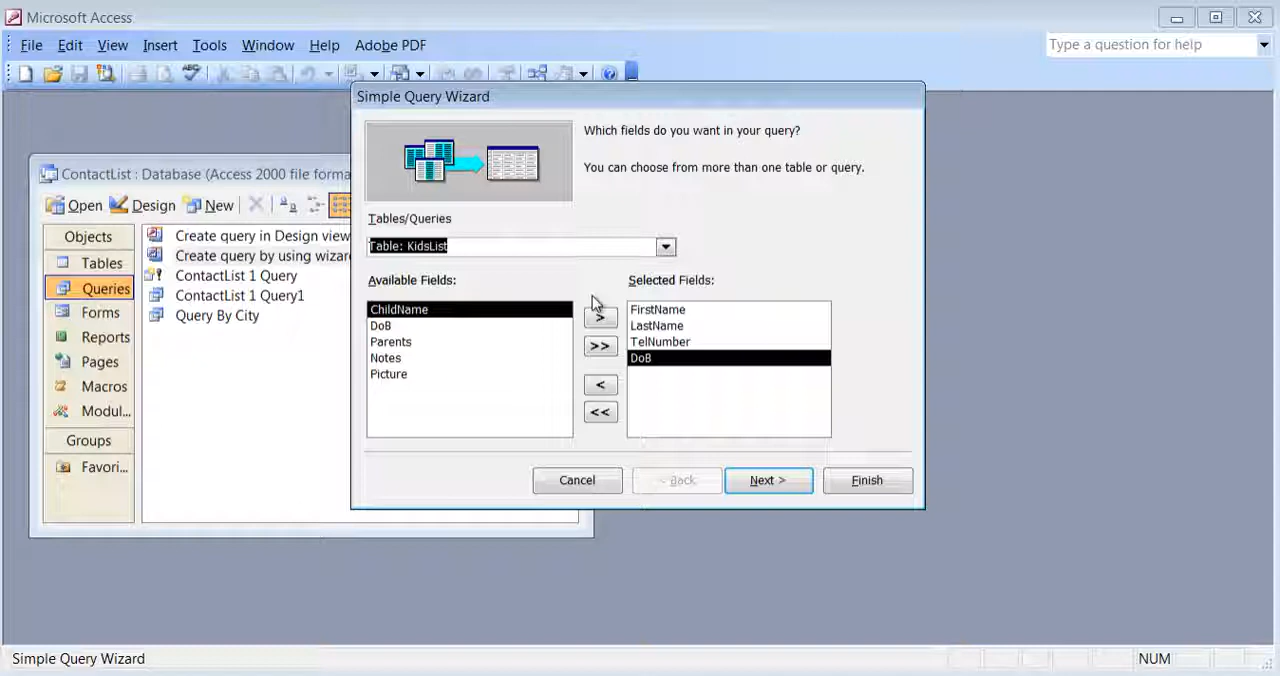 Microsoft Access
File Edit View Insert Tools Window Help Adobe PDF
Type a question for help
Simple Query Wizard
Which fields do you want in your query?
You can choose from more than one table or query.
ContactList : Database (Access 2000 file forma
Open Design New
Tables/Queries
Table: KidsList
Objects
Tables
Queries
Forms
Reports
Pages
Macros
Modul...
Groups
Favori...
Create query in Design view
Create query by using wizar
ContactList 1 Query
ContactList 1 Query1
Query By City
Available Fields:
ChildName
DoB
Parents
Notes
Picture
>
>>
<
<<
Selected Fields:
FirstName
LastName
TelNumber
DoB
Cancel < Back Next > Finish
Simple Query Wizard
NUM